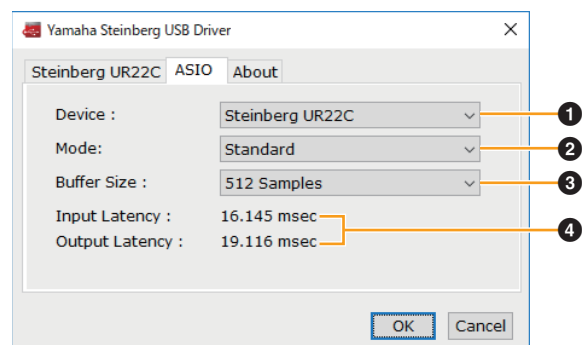 Yamaha Steinberg USB Driver
Steinberg UR22C ASIO About
Device : Steinberg UR22C 1
Mode: Standard 2
Buffer Size : 512 Samples 3
Input Latency : 16.145 msec
4
Output Latency : 19.116 msec
OK Cancel